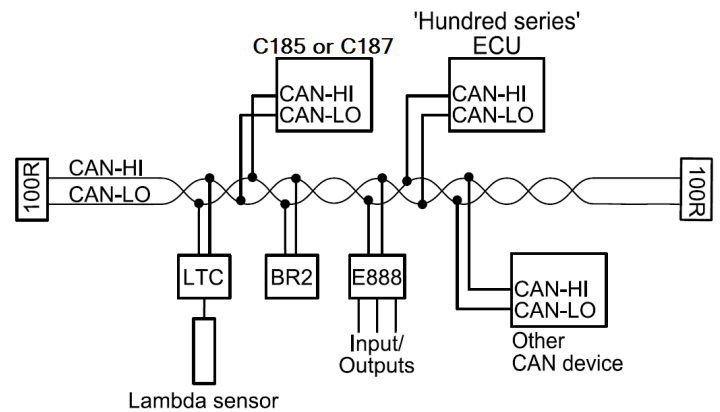 'Hundred series'
ECU
C185 or C187
CAN-HI
CAN-LO
CAN-HI
CAN-LO
100R
CAN-HI
CAN-LO
100R
LTC
BR2
E888
CAN-HI
CAN-LO
Input/
Outputs
Other
CAN device
Lambda sensor